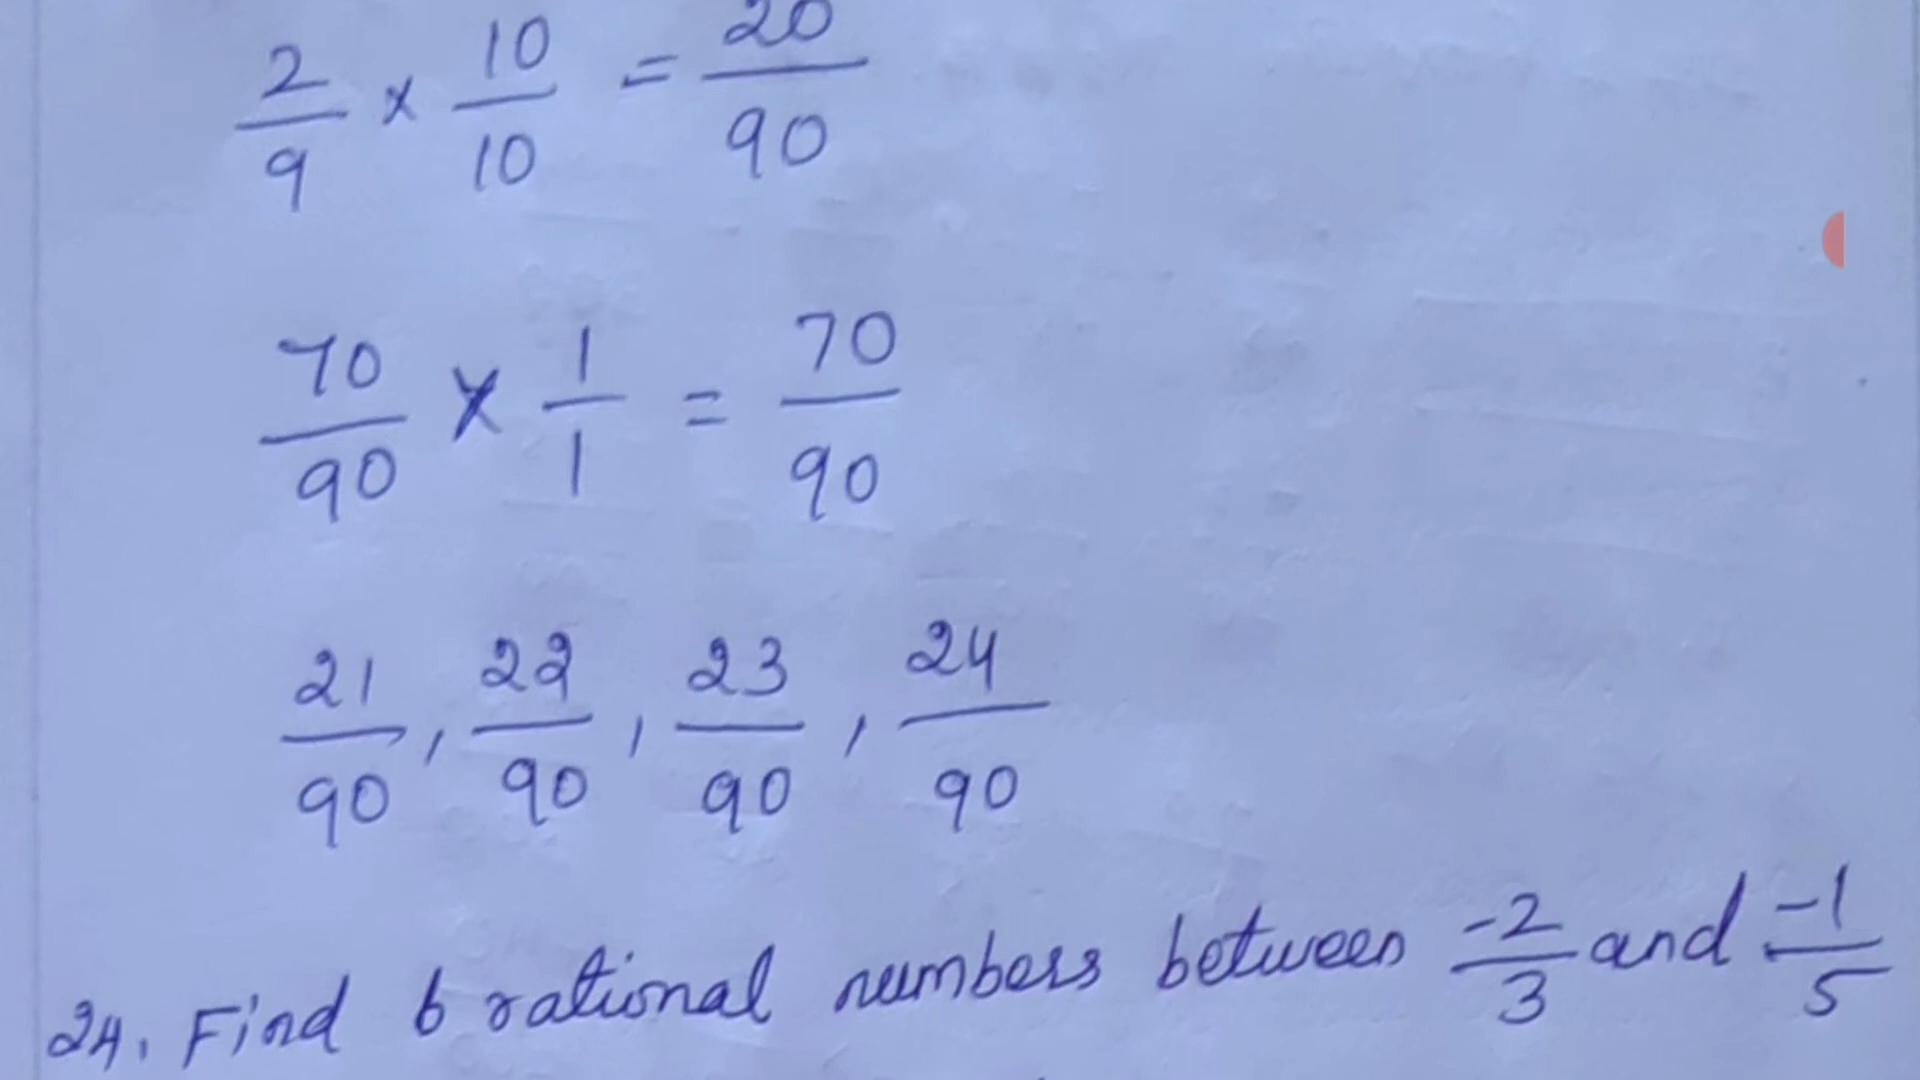 2/9 x 10/10 = 20/90
70/90 x 1/1 = 70/90
21/90, 22/90, 23/90, 24/90
24. Find 6 rational numbers between -2/3 and -1/5